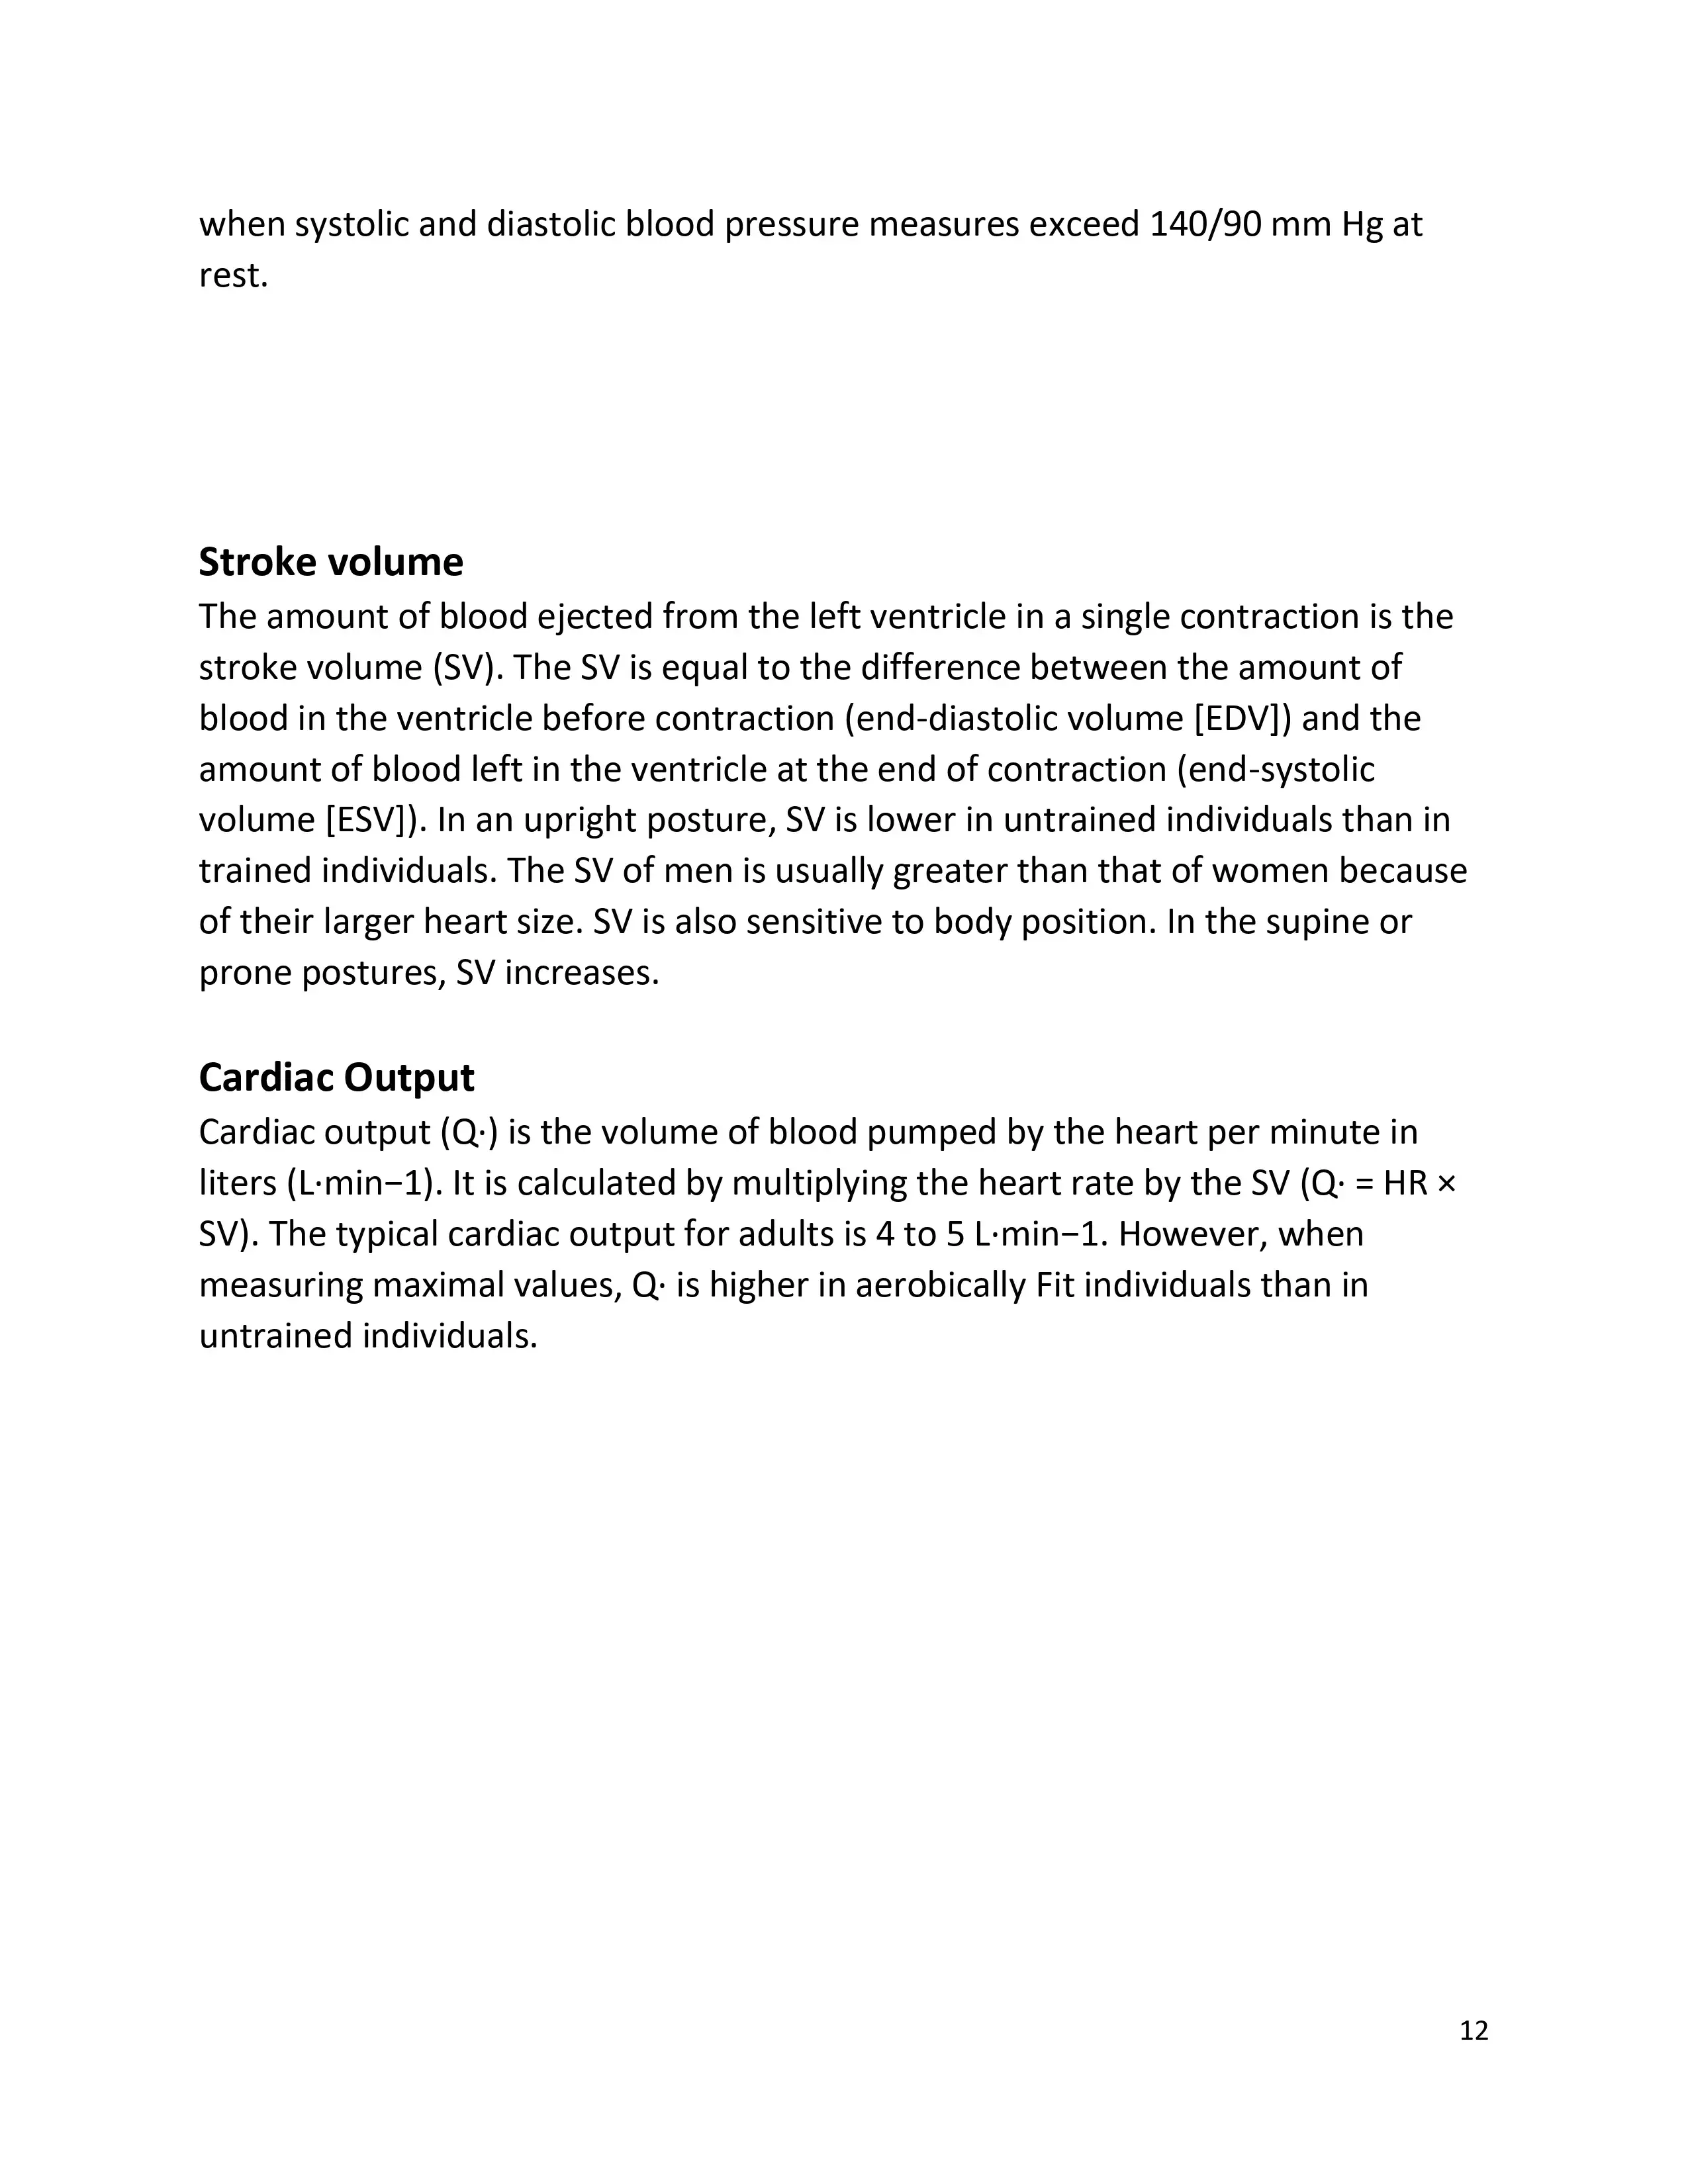 when systolic and diastolic blood pressure measures exceed 140/90 mm Hg at
rest.
Stroke volume
The amount of blood ejected from the left ventricle in a single contraction is the
stroke volume (SV). The SV is equal to the difference between the amount of
blood in the ventricle before contraction (end-diastolic volume [EDV]) and the
amount of blood left in the ventricle at the end of contraction (end-systolic
volume [ESV]). In an upright posture, SV is lower in untrained individuals than in
trained individuals. The SV of men is usually greater than that of women because
of their larger heart size. SV is also sensitive to body position. In the supine or
prone postures, SV increases.
Cardiac Output
Cardiac output (Q·) is the volume of blood pumped by the heart per minute in
liters (L·min−1). It is calculated by multiplying the heart rate by the SV (Q· = HR ×
SV). The typical cardiac output for adults is 4 to 5 L·min−1. However, when
measuring maximal values, Q· is higher in aerobically Fit individuals than in
untrained individuals.
12